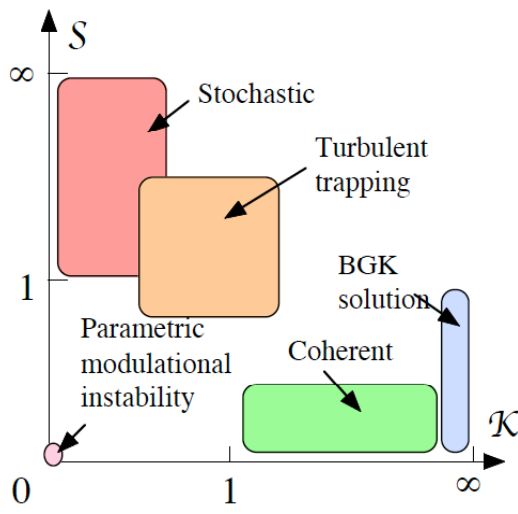 S
∞
Stochastic
Turbulent
trapping
1
BGK
solution
Parametric
modulational
instability
Coherent
K
0
1
∞